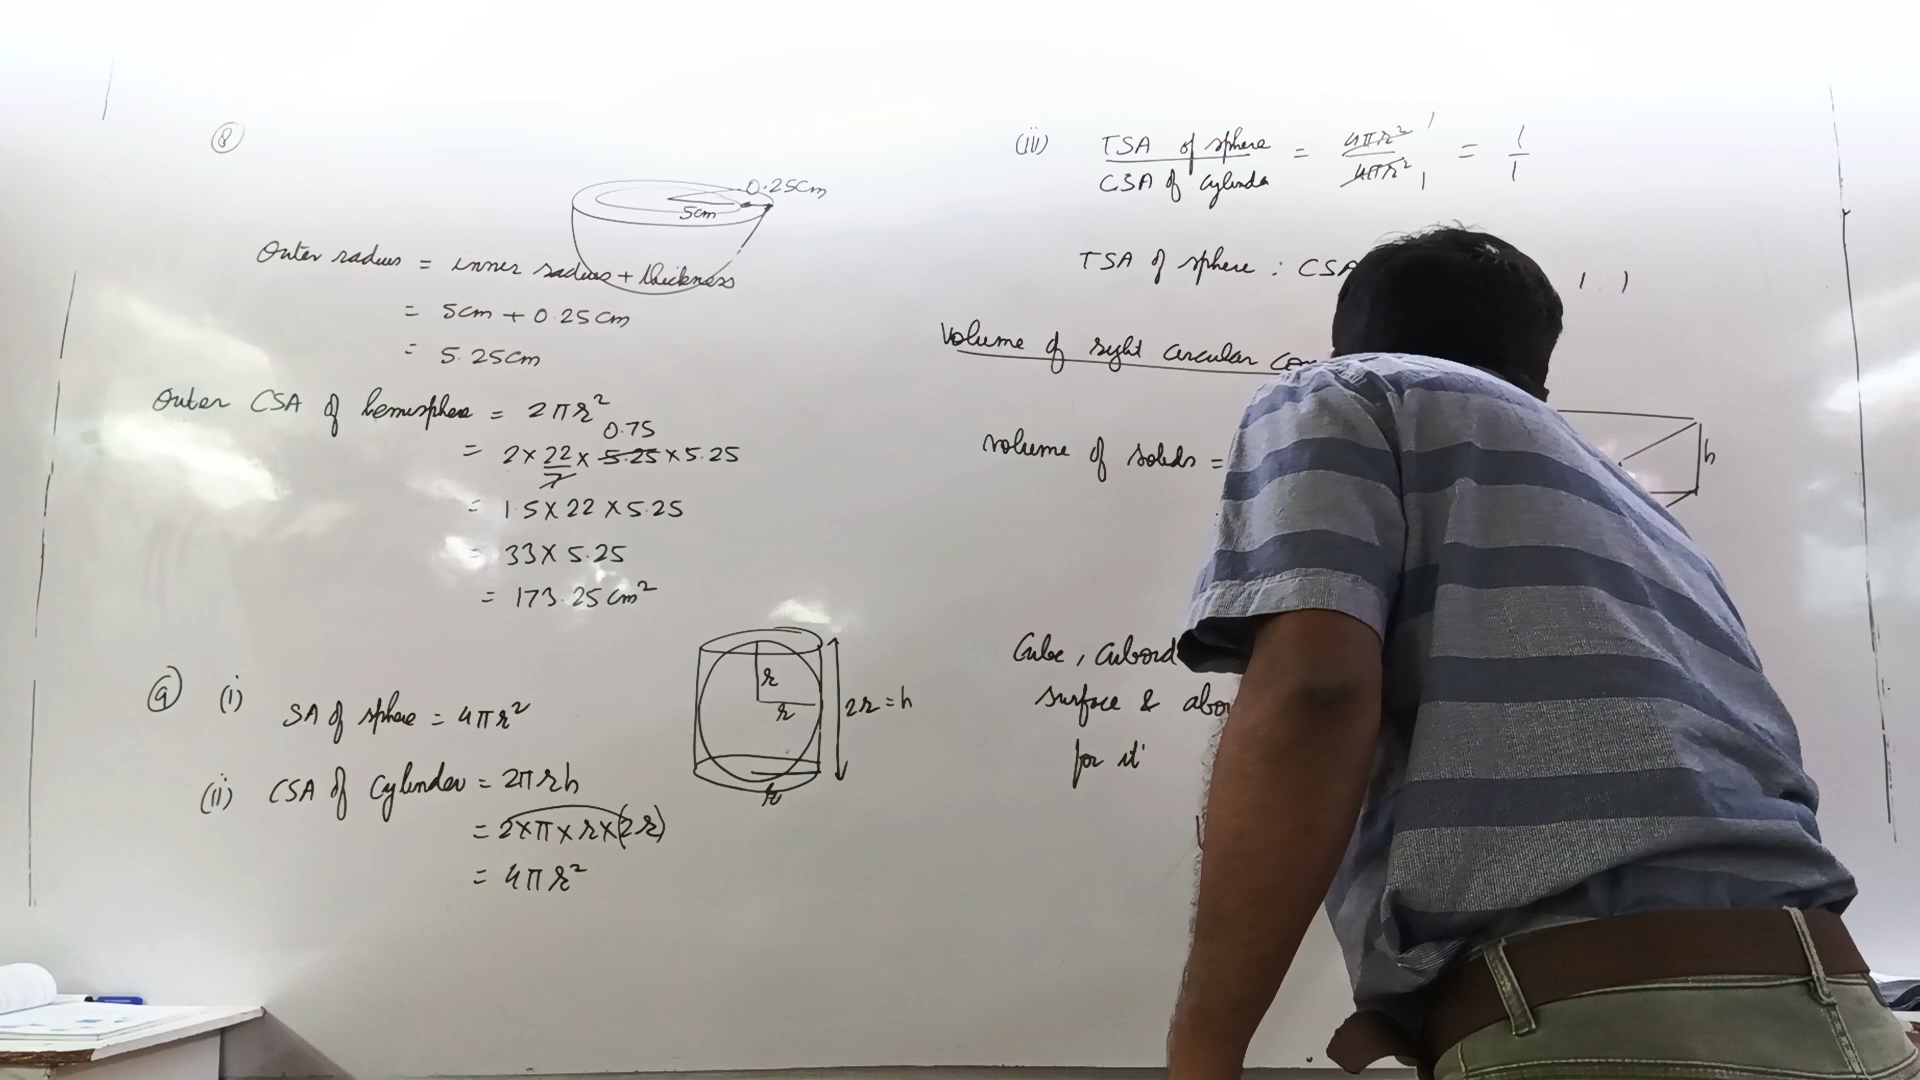 ⑧
0.25cm
5cm
Outer radius = inner radius + thickness
= 5cm + 0.25cm
= 5.25cm
Outer CSA of hemisphere = 2πr²
0.75
= 2 × 22/7 × 5.25 × 5.25
= 1.5 × 22 × 5.25
= 33 × 5.25
= 173.25 cm²
⑨ (i) SA of sphere = 4πr²
r
r
2r = h
r
(ii) CSA of cylinder = 2πrh
= 2×π×r×(2r)
= 4πr²
(iii) TSA of sphere / CSA of cylinder = 4πr² / 4πr² = 1/1
1
1
TSA of sphere : CSA 1 : 1
Volume of right circular
volume of solids =
h
Cube, cuboid
surface &
for it